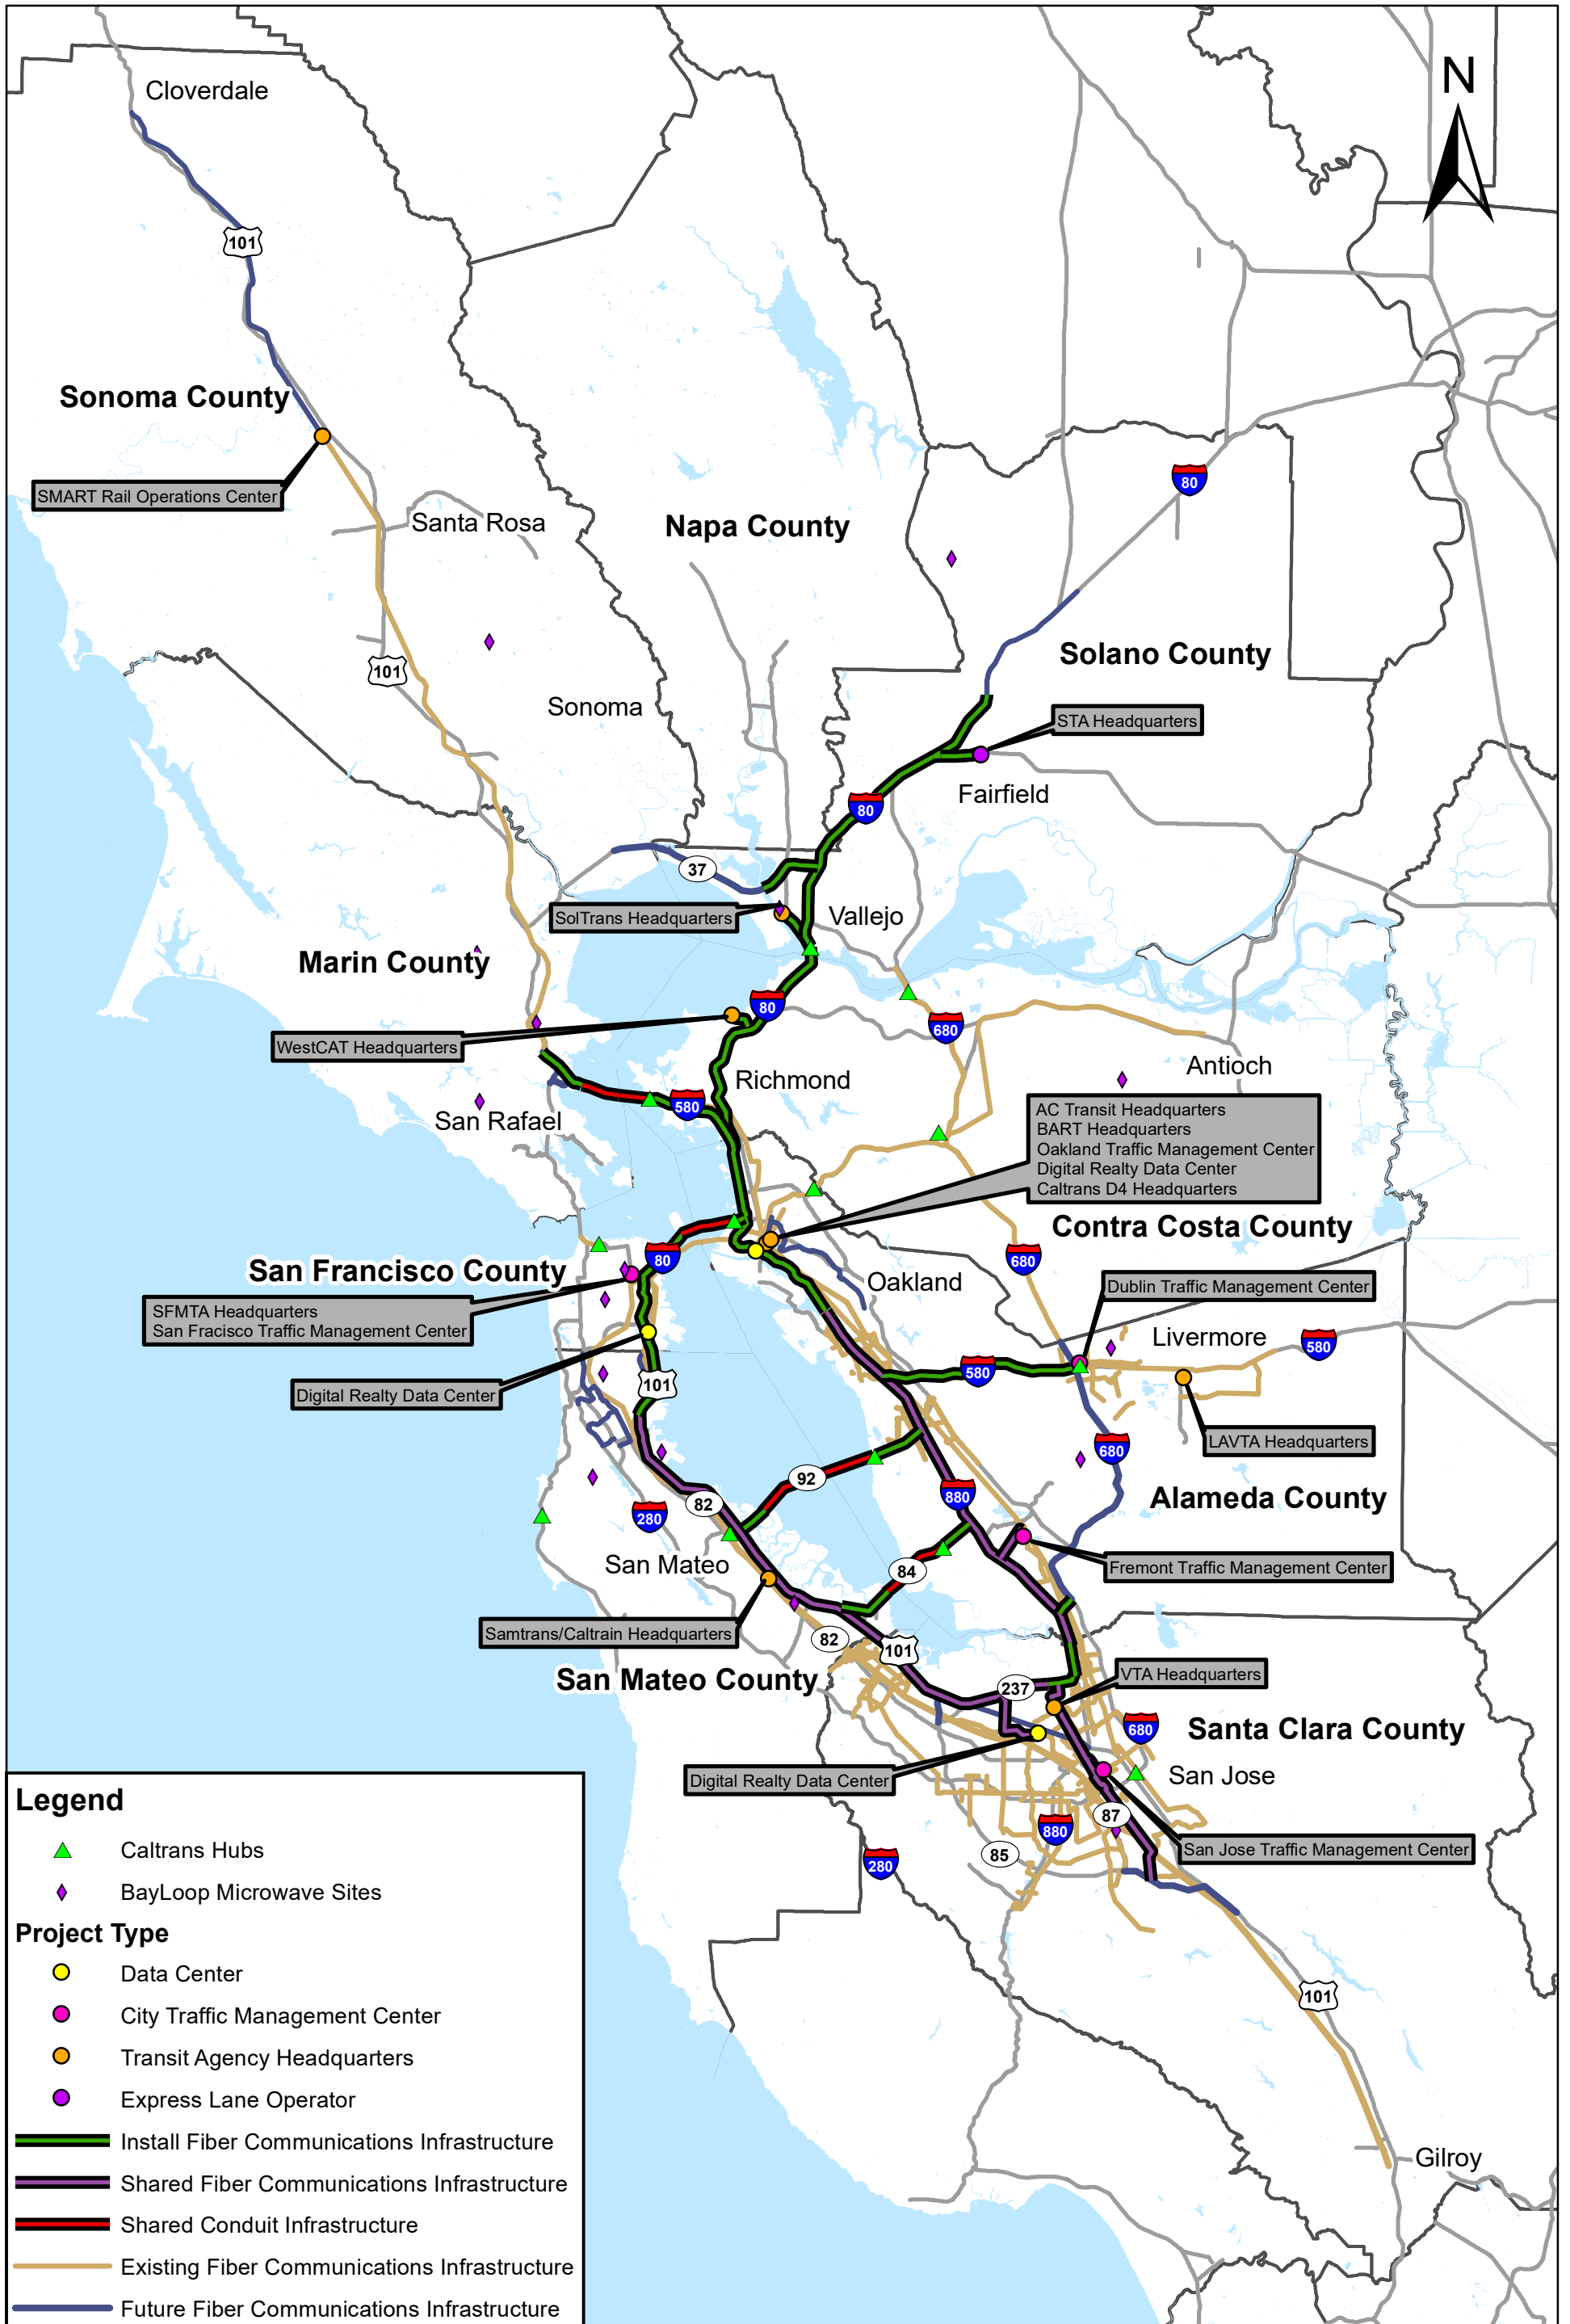 N
Cloverdale
101
Sonoma County
SMART Rail Operations Center
80
Santa Rosa
Napa County
101
Solano County
Sonoma
STA Headquarters
Fairfield
80
37
SolTrans Headquarters
Vallejo
Marin County
80
680
WestCAT Headquarters
Antioch
Richmond
580
San Rafael
AC Transit Headquarters
BART Headquarters
Oakland Traffic Management Center
Digital Realty Data Center
Caltrans D4 Headquarters
Contra Costa County
80
680
San Francisco County
Oakland
Dublin Traffic Management Center
SFMTA Headquarters
San Fracisco Traffic Management Center
Livermore
580
580
Digital Realty Data Center
101
LAVTA Headquarters
680
92
880
Alameda County
82
280
San Mateo
84
Fremont Traffic Management Center
Samtrans/Caltrain Headquarters
82
101
San Mateo County
VTA Headquarters
237
680
Santa Clara County
Digital Realty Data Center
San Jose
87
880
San Jose Traffic Management Center
85
280
101
Gilroy
Legend
Caltrans Hubs
BayLoop Microwave Sites
Project Type
Data Center
City Traffic Management Center
Transit Agency Headquarters
Express Lane Operator
Install Fiber Communications Infrastructure
Shared Fiber Communications Infrastructure
Shared Conduit Infrastructure
Existing Fiber Communications Infrastructure
Future Fiber Communications Infrastructure